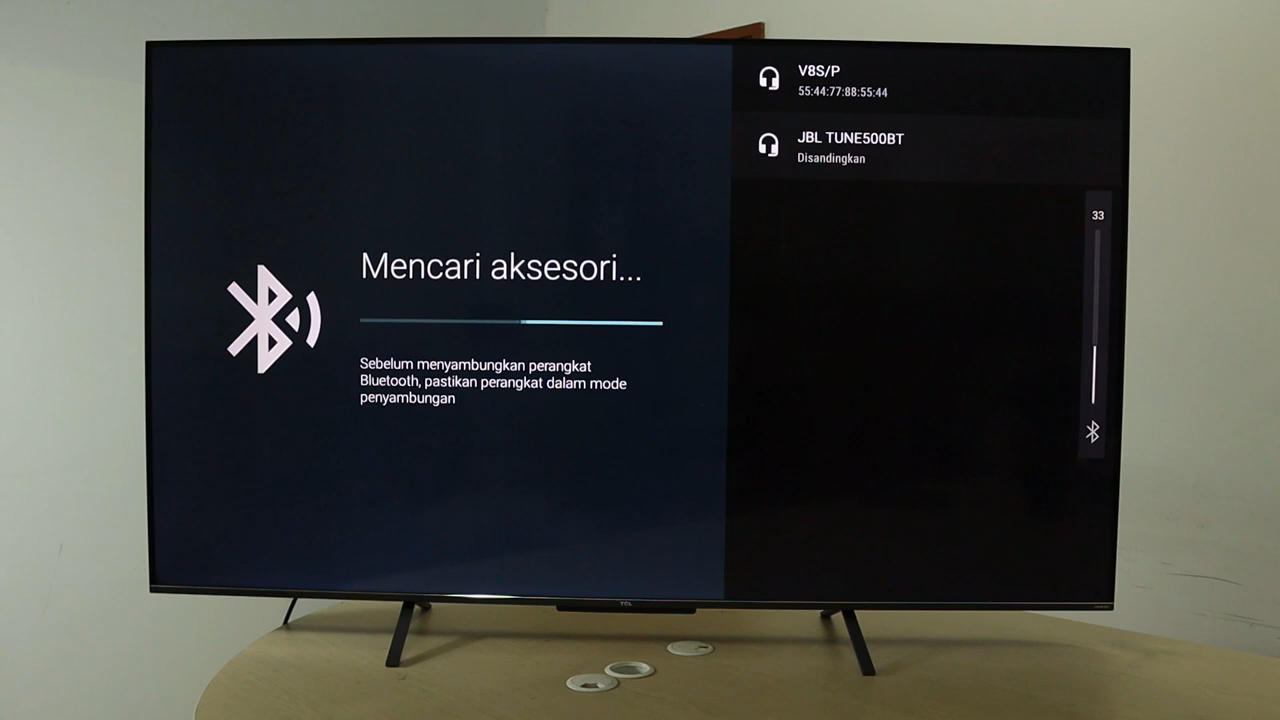 Mencari aksesori...
Sebelum menyambungkan perangkat
Bluetooth, pastikan perangkat dalam mode
penyambungan
V8S/P
55:44:77:88:55:44
JBL TUNE500BT
Disandingkan
33
TCL